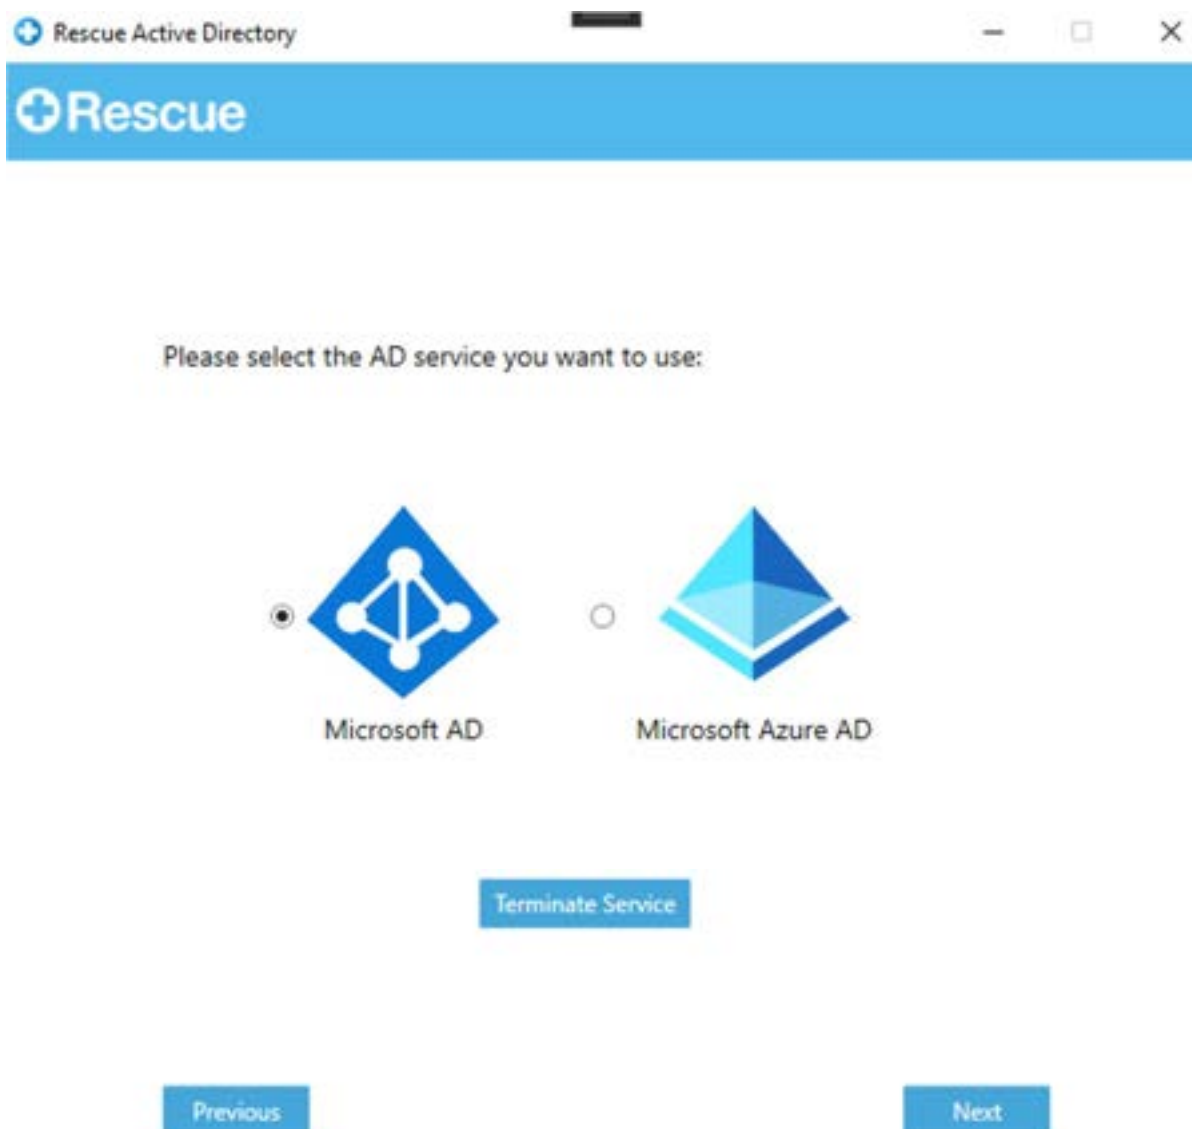 Rescue Active Directory
Rescue
Please select the AD service you want to use:
Microsoft AD
Microsoft Azure AD
Terminate Service
Previous
Next